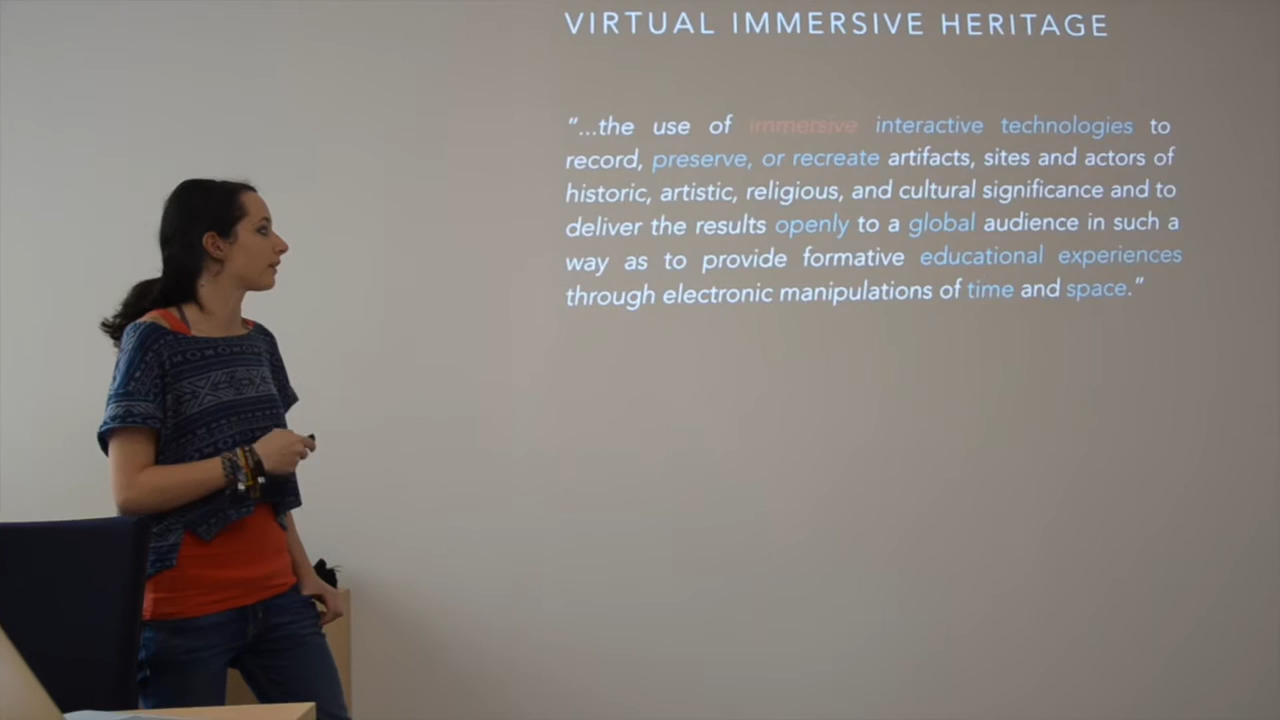 VIRTUAL IMMERSIVE HERITAGE
"...the use of immersive interactive technologies to
record, preserve, or recreate artifacts, sites and actors of
historic, artistic, religious, and cultural significance and to
deliver the results openly to a global audience in such a
way as to provide formative educational experiences
through electronic manipulations of time and space."